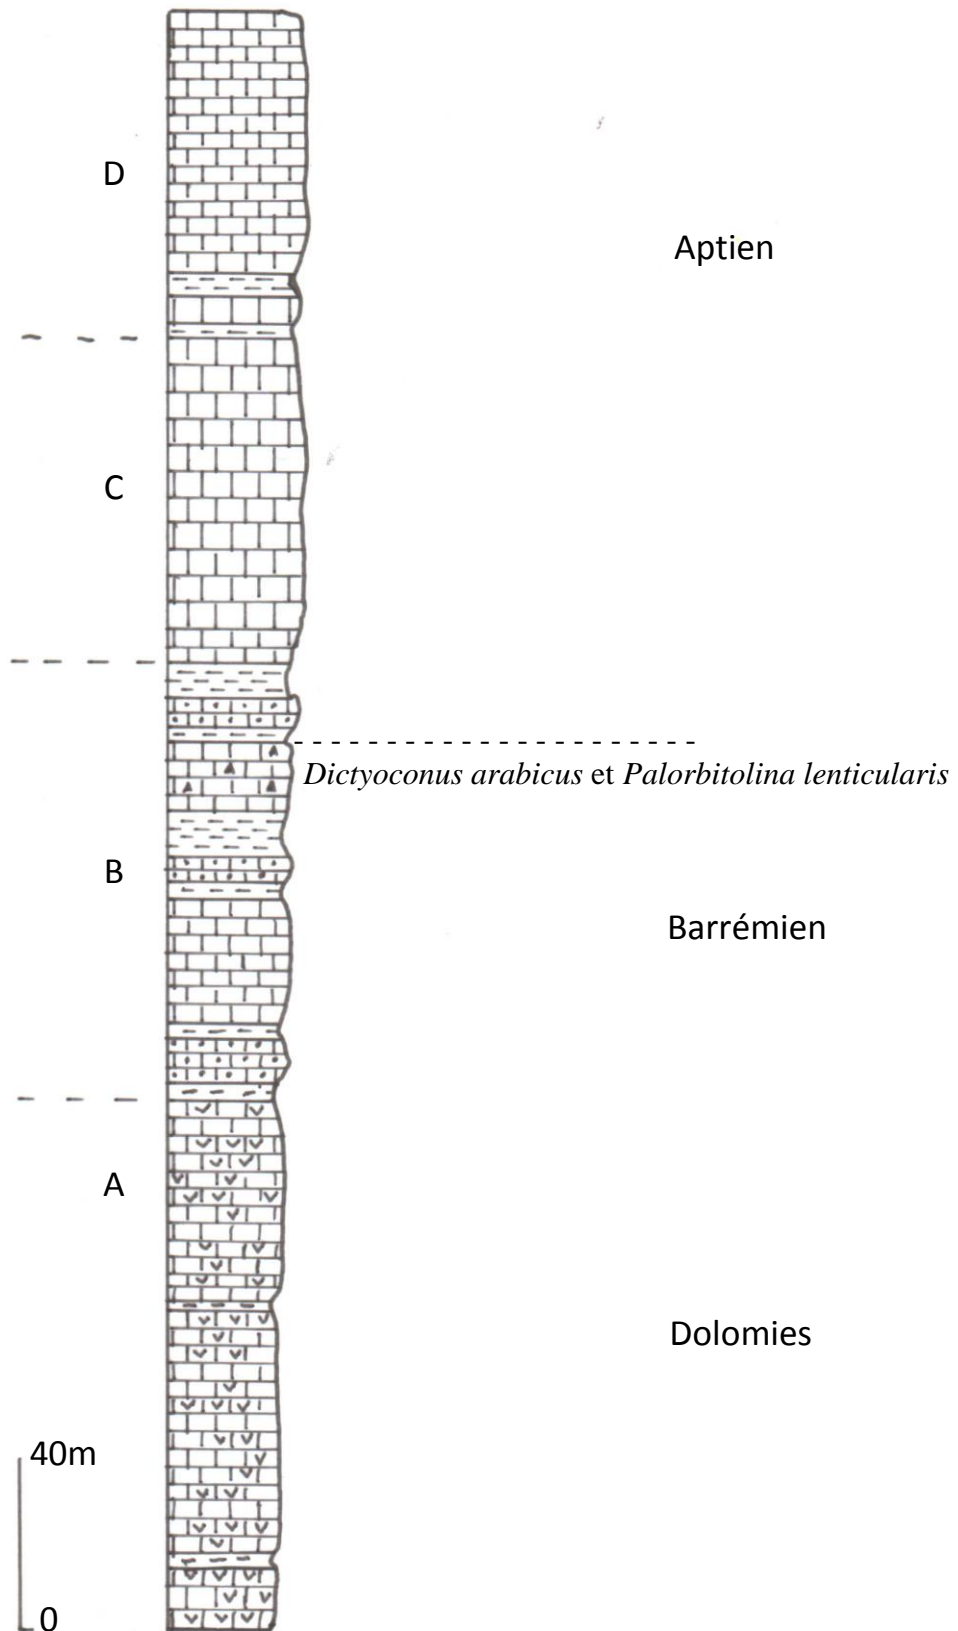 D
Aptien
C
Dictyoconus arabicus et Palorbitolina lenticularis
B
Barrémien
A
Dolomies
40m
0